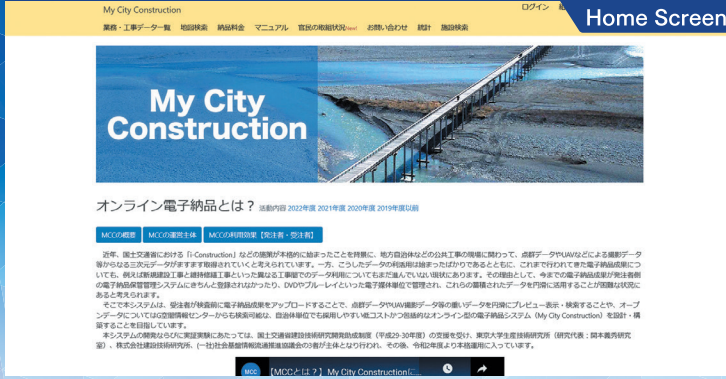 My City Construction
ログイン
Home Screen
業務・工事データ一覧 地図検索 納品料金 マニュアル 官民の取組状況New! お問い合わせ 統計 施設検索
My City
Construction
オンライン電子納品とは？ 活動内容 2022年度 2021年度 2020年度 2019年度以前
MCCの概要 MCCの運営主体 MCCの利用効果【発注者・受注者】
近年、国土交通省における「i-Construction」などの施策が本格的に始まったことを背景に、地方自治体などの公共工事の現場に関わって、点群データやUAVなどによる撮影データ
等からなる三次元データがますます取得されていくと考えられています。一方、こうしたデータの利活用は始まったばかりであるとともに、これまで行われてきた電子納品成果につ
いても、例えば新規建設工事と維持修繕工事といった異なる工事間でのデータ利用についてもまだ進んでいない現状にあります。その理由として、今までの電子納品成果が受注者側
の電子納品保管管理システムにきちんと登録されなかったり、DVDやブルーレイといった電子媒体単位で管理され、これらの蓄積されたデータを円滑に活用することが困難な状況に
あると考えられます。
そこで本システムは、受注者が検査前に電子納品成果をアップロードすることで、点群データやUAV撮影データ等の重いデータを円滑にプレビュー表示・検索することや、オープ
ンデータについてはG空間情報センターからも検索可能な、自治体単位でも採用しやすい低コストかつ包括的なオンライン型の電子納品システム（My City Construction）を設計・構
築することを目指しています。
本システムの開発ならびに実証実験にあたっては、国土交通省建設技術研究開発助成制度（平成29-30年度）の支援を受け、東京大学生産技術研究所（研究代表：関本義秀研究
室）、株式会社建設技術研究所、(一社)社会基盤情報流通推進協議会の3者が主体となり行われ、その後、令和2年度より本格運用に入っています。
MCC 【MCCとは？】My City Constructionに...